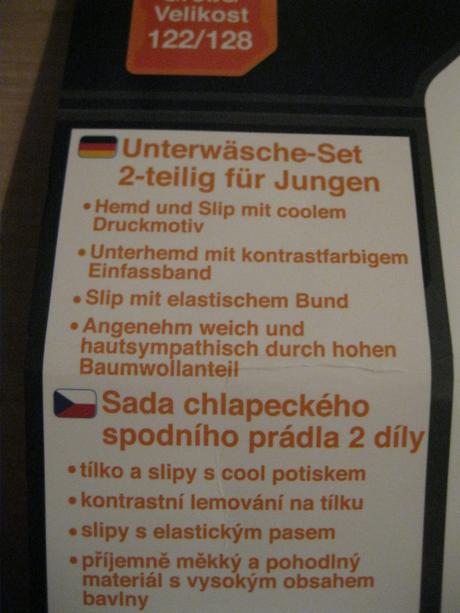 Größe
Velikost
122/128
Unterwäsche-Set
2-teilig für Jungen
• Hemd und Slip mit coolem
Druckmotiv
• Unterhemd mit kontrastfarbigem
Einfassband
• Slip mit elastischem Bund
• Angenehm weich und
hautsympathisch durch hohen
Baumwollanteil
Sada chlapeckého
spodního prádla 2 díly
• tílko a slipy s cool potiskem
• kontrastní lemování na tílku
• slipy s elastickým pasem
• příjemně měkký a pohodlný
materiál s vysokým obsahem
bavlny